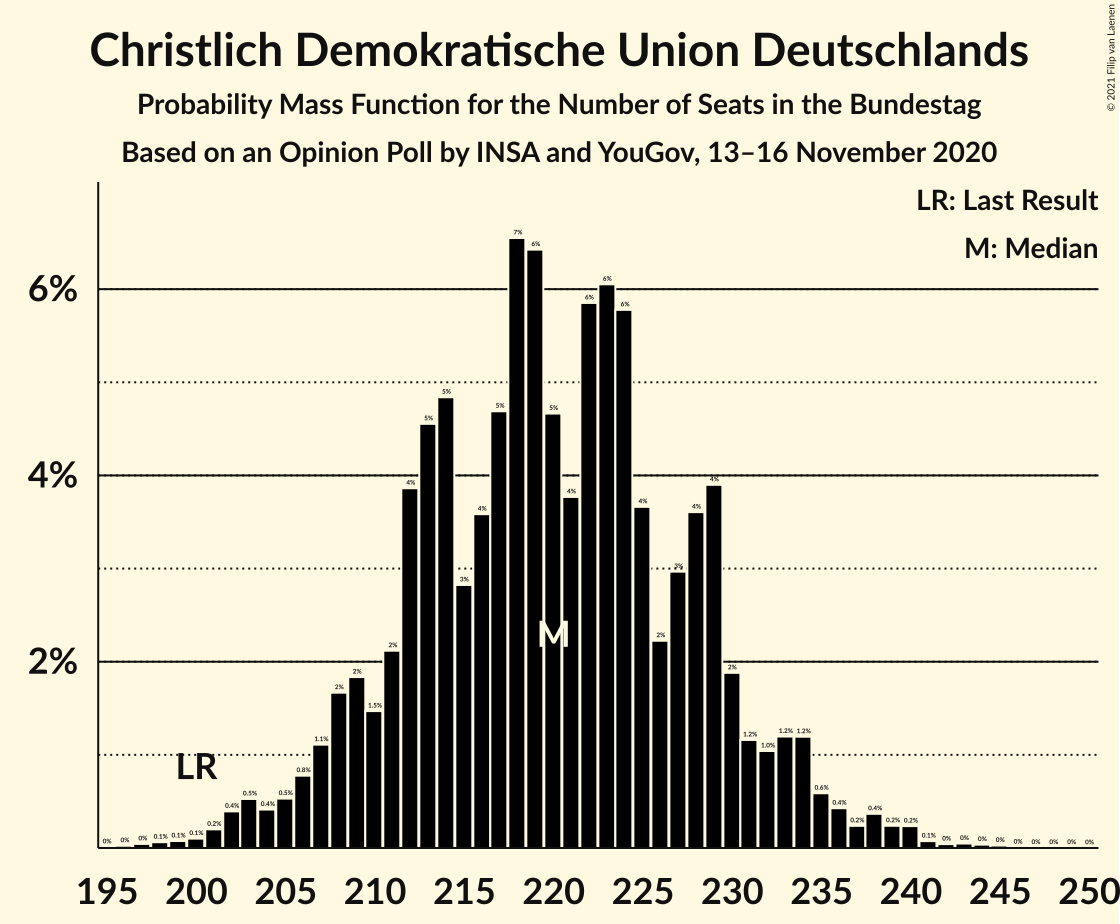 Christlich Demokratische Union Deutschlands
Probability Mass Function for the Number of Seats in the Bundestag
Based on an Opinion Poll by INSA and YouGov, 13–16 November 2020
© 2021 Filip van Laenen
LR: Last Result
M: Median
6%
4%
2%
0% 0% 0% 0.1% 0.1% 0.1% 0.2% 0.4% 0.5% 0.4% 0.5% 0.8% 1.1% 2% 2% 1.5% 2% 4% 5% 5% 3% 4% 5% 7% 6% 5% 4% 6% 6% 6% 4% 2% 3% 4% 4% 2% 1.2% 1.0% 1.2% 1.2% 0.6% 0.4% 0.2% 0.4% 0.2% 0.2% 0.1% 0% 0% 0% 0% 0% 0% 0% 0% 0%
M
LR
195 200 205 210 215 220 225 230 235 240 245 250